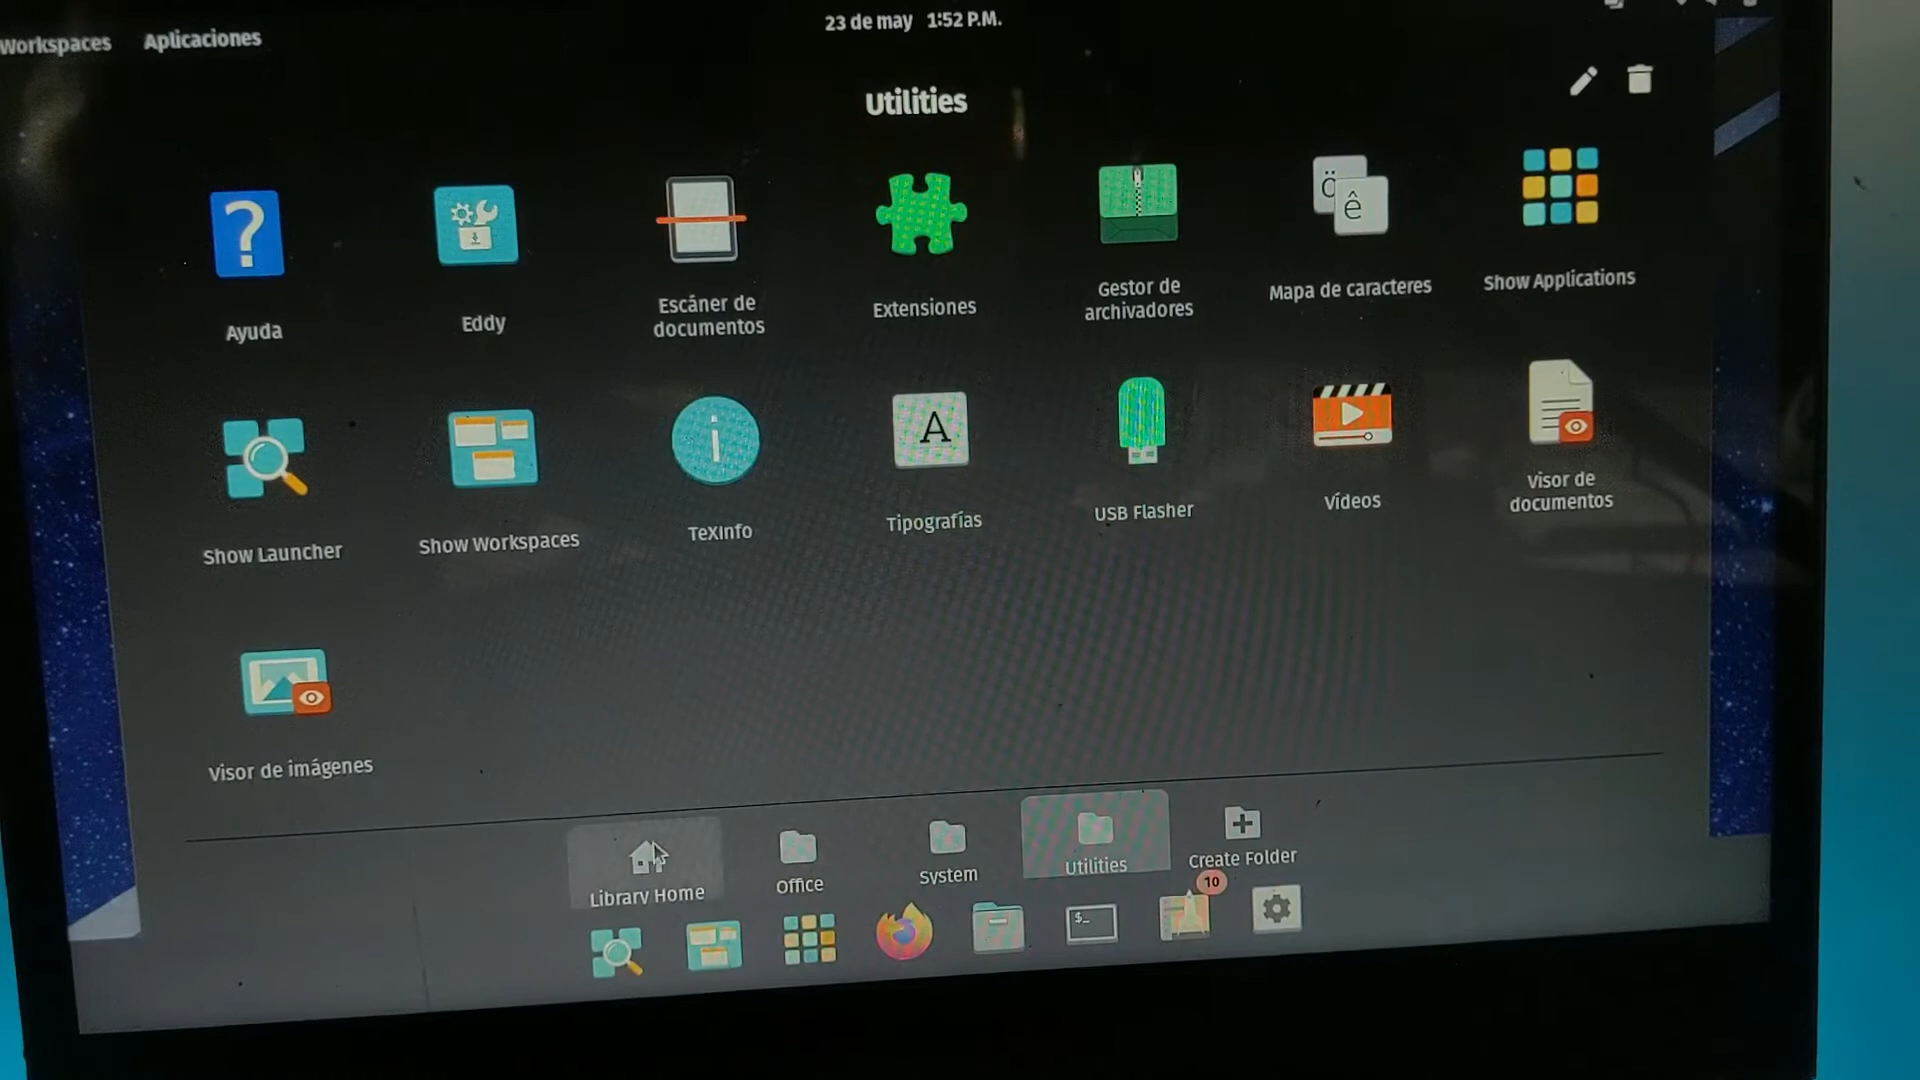 Workspaces Aplicaciones
23 de may 1:52 P.M.
Utilities
Ayuda
Eddy
Escáner de
documentos
Extensiones
Gestor de
archivadores
Mapa de caracteres
Show Applications
Show Launcher
Show Workspaces
TeXInfo
Tipografías
USB Flasher
Vídeos
Visor de
documentos
Visor de imágenes
Library Home
Office
System
Utilities
Create Folder
10